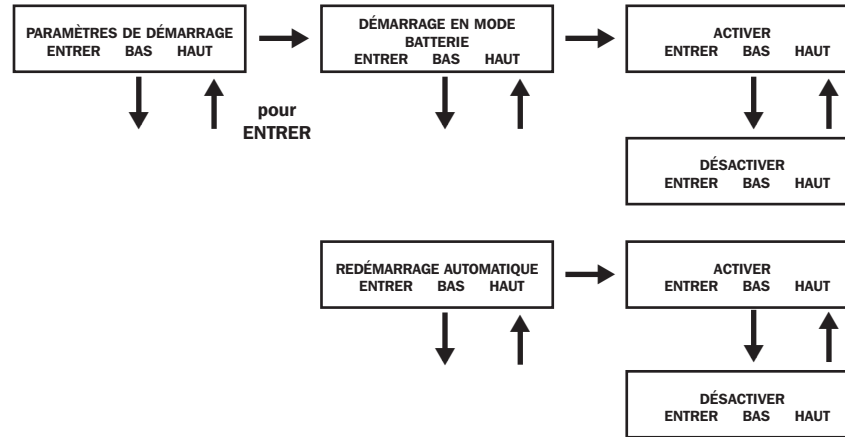 PARAMÈTRES DE DÉMARRAGE
ENTRER BAS HAUT
DÉMARRAGE EN MODE
BATTERIE
ENTRER BAS HAUT
ACTIVER
ENTRER BAS HAUT
pour
ENTRER
DÉSACTIVER
ENTRER BAS HAUT
REDÉMARRAGE AUTOMATIQUE
ENTRER BAS HAUT
ACTIVER
ENTRER BAS HAUT
DÉSACTIVER
ENTRER BAS HAUT